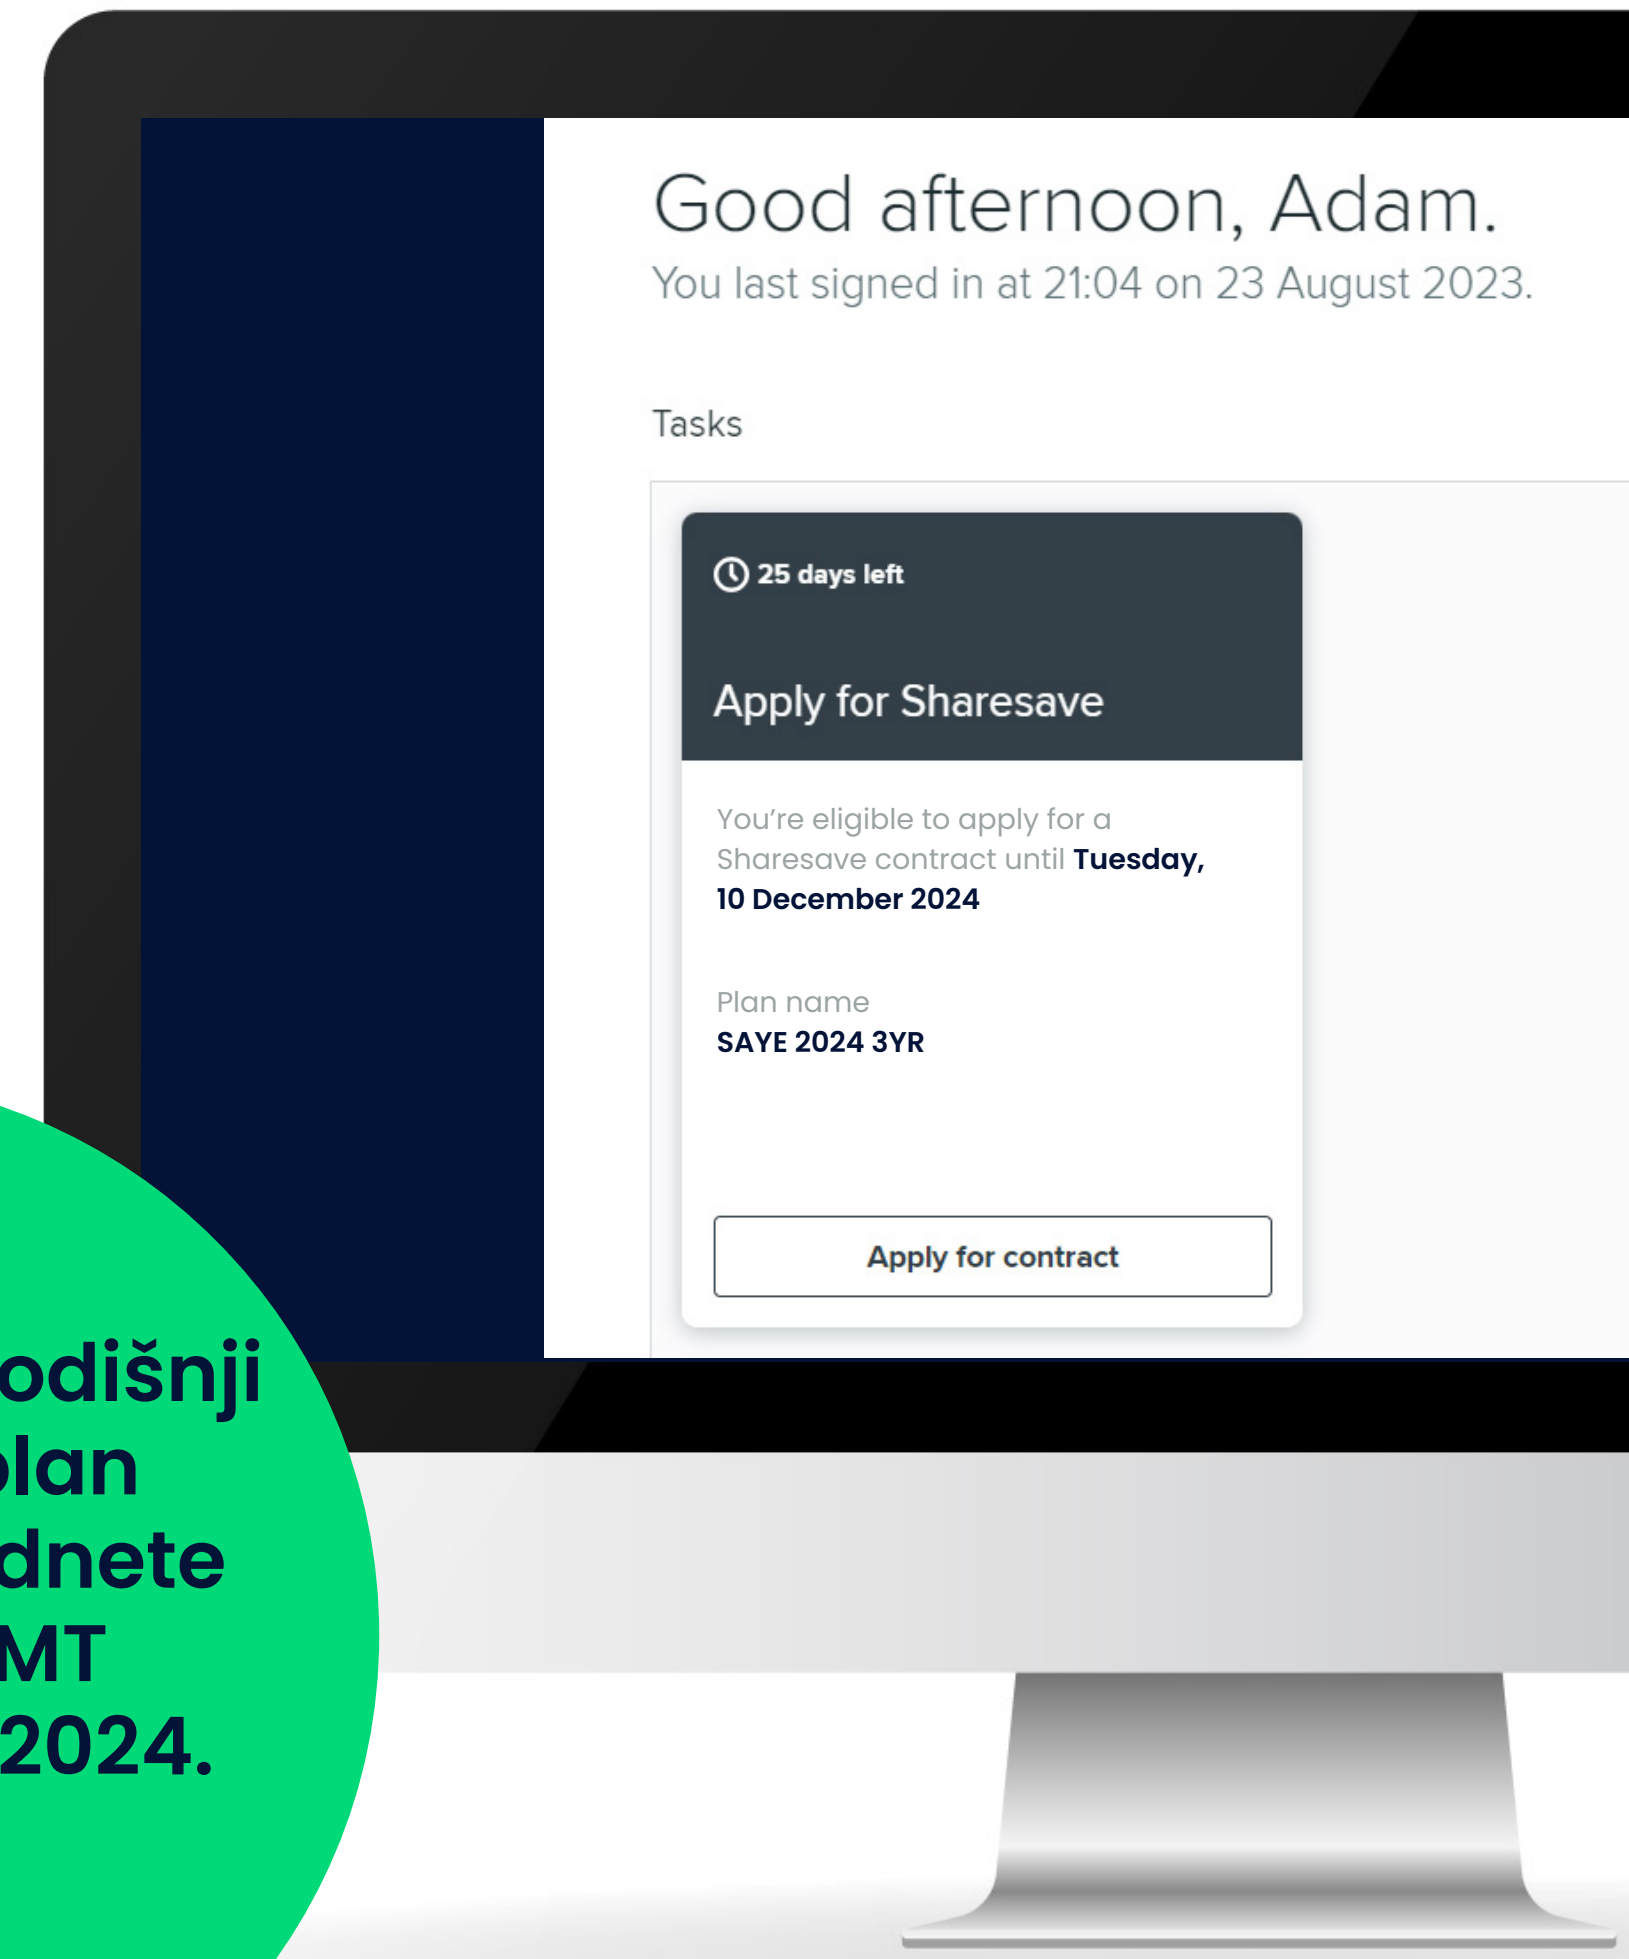 Good afternoon, Adam.
You last signed in at 21:04 on 23 August 2023.
Tasks
25 days left
Apply for Sharesave
You’re eligible to apply for a
Sharesave contract until Tuesday,
10 December 2024
Plan name
SAYE 2024 3YR
Apply for contract
odišnji
plan
dnete
MT
2024.